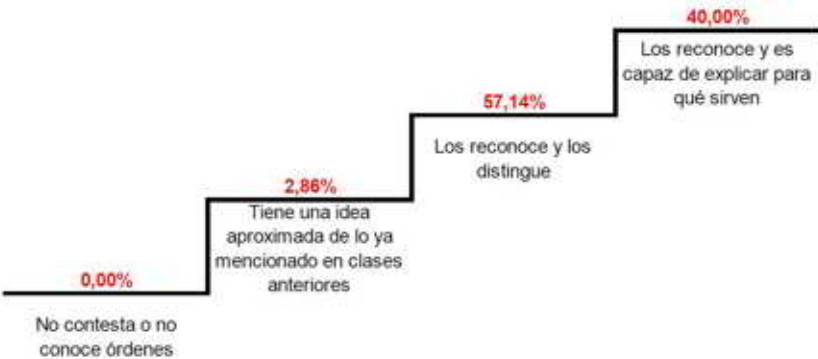 40,00%
Los reconoce y es
capaz de explicar para
qué sirven
57,14%
Los reconoce y los
distingue
2,86%
Tiene una idea
aproximada de lo ya
mencionado en clases
anteriores
0,00%
No contesta o no
conoce órdenes